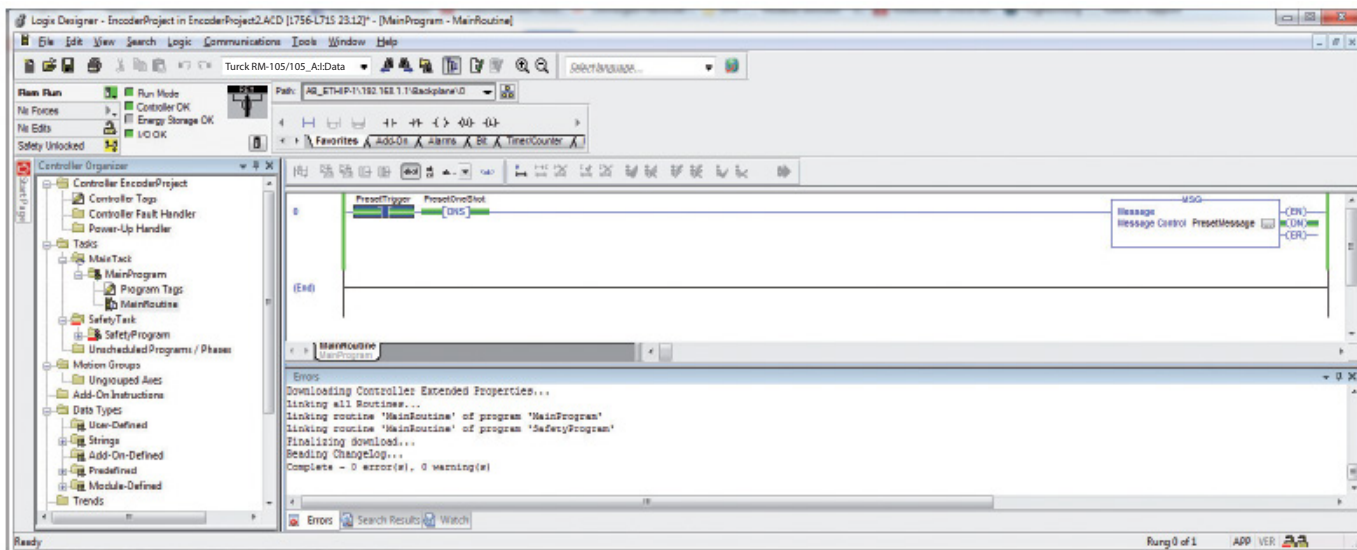 Logix Designer - EncoderProject in EncoderProject2.ACD [1756-L71S 23.12]* - [MainProgram - MainRoutine]
File Edit View Search Logic Communications Tools Window Help
Turck RM-105/105_A:I:Data
Select language...
Rem Run
Run Mode
No Forces
Controller OK
No Edits
Energy Storage OK
Safety Unlocked
I/O OK
Path: AB_ETHIP-1\192.168.1.1\Backplane\0
Favorites Add-On Alarms Bit Timer/Counter
Start Page
Controller Organizer
Controller EncoderProject
Controller Tags
Controller Fault Handler
Power-Up Handler
Tasks
MainTask
MainProgram
Program Tags
MainRoutine
SafetyTask
SafetyProgram
Unscheduled Programs / Phases
Motion Groups
Ungrouped Axes
Add-On Instructions
Data Types
User-Defined
Strings
Add-On-Defined
Predefined
Module-Defined
Trends
0
PresetTrigger PresetOneShot
ONS
MSG
Message
Message Control PresetMessage ...
(EN)
(DN)
(ER)
(End)
MainRoutine
MainProgram
Errors
Downloading Controller Extended Properties...
Linking all Routines...
Linking routine 'MainRoutine' of program 'MainProgram'
Linking routine 'MainRoutine' of program 'SafetyProgram'
Finalizing download...
Reading Changelog...
Complete - 0 error(s), 0 warning(s)
Errors Search Results Watch
Ready
Rung 0 of 1 APP VER